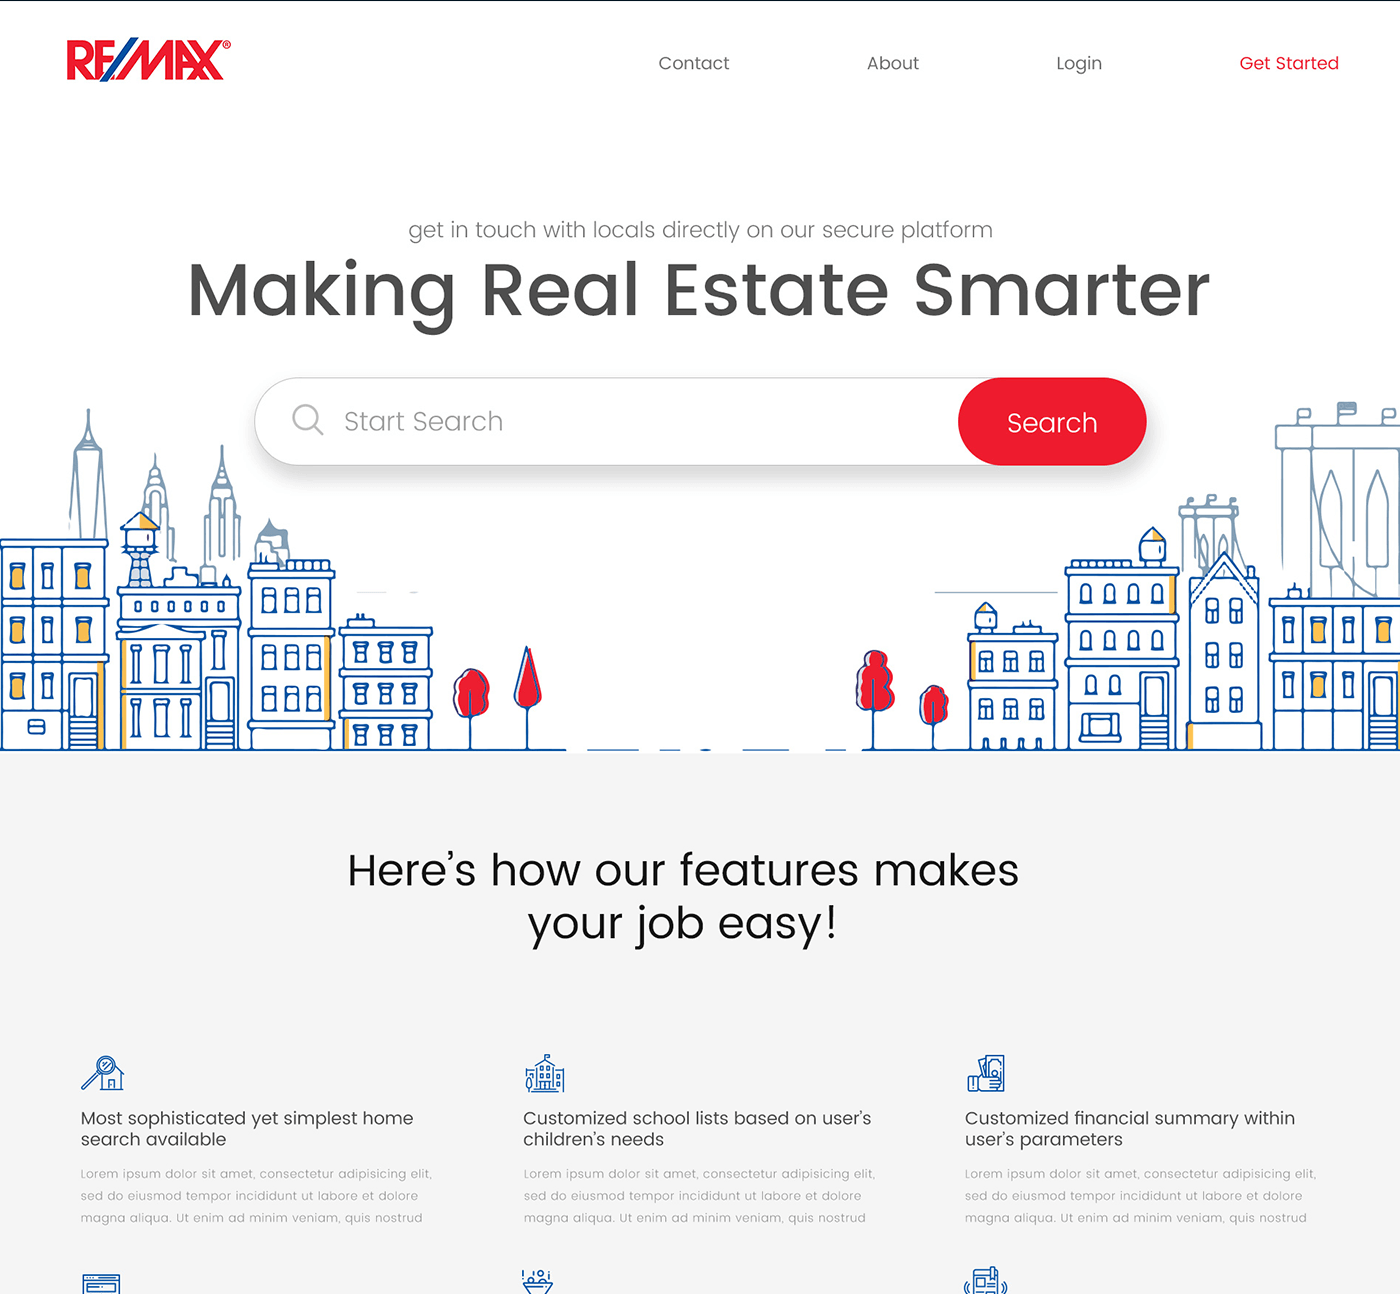 RE/MAX®
Contact
About
Login
Get Started
get in touch with locals directly on our secure platform
Making Real Estate Smarter
Start Search
Search
Here's how our features makes
your job easy!
Most sophisticated yet simplest home
search available
Lorem ipsum dolor sit amet, consectetur adipisicing elit,
sed do eiusmod tempor incididunt ut labore et dolore
magna aliqua. Ut enim ad minim veniam, quis nostrud
Customized school lists based on user's
children's needs
Lorem ipsum dolor sit amet, consectetur adipisicing elit,
sed do eiusmod tempor incididunt ut labore et dolore
magna aliqua. Ut enim ad minim veniam, quis nostrud
Customized financial summary within
user's parameters
Lorem ipsum dolor sit amet, consectetur adipisicing elit,
sed do eiusmod tempor incididunt ut labore et dolore
magna aliqua. Ut enim ad minim veniam, quis nostrud